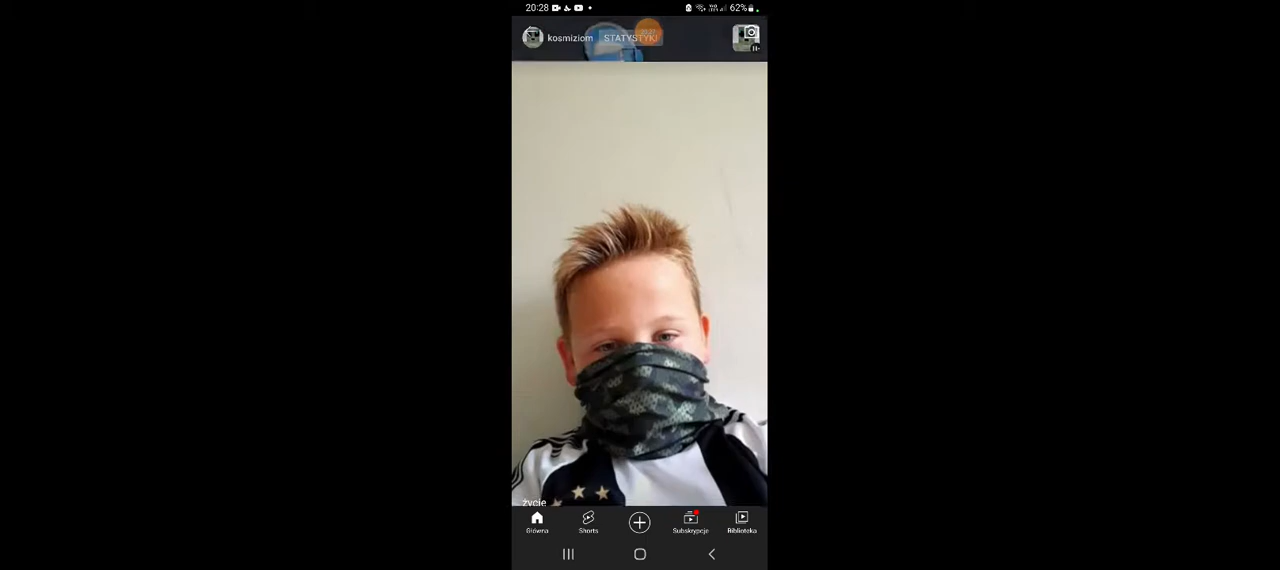 20:28
62%
kosmiziom STATYSTYKI
życie
Główna Shorts Subskrypcje Biblioteka